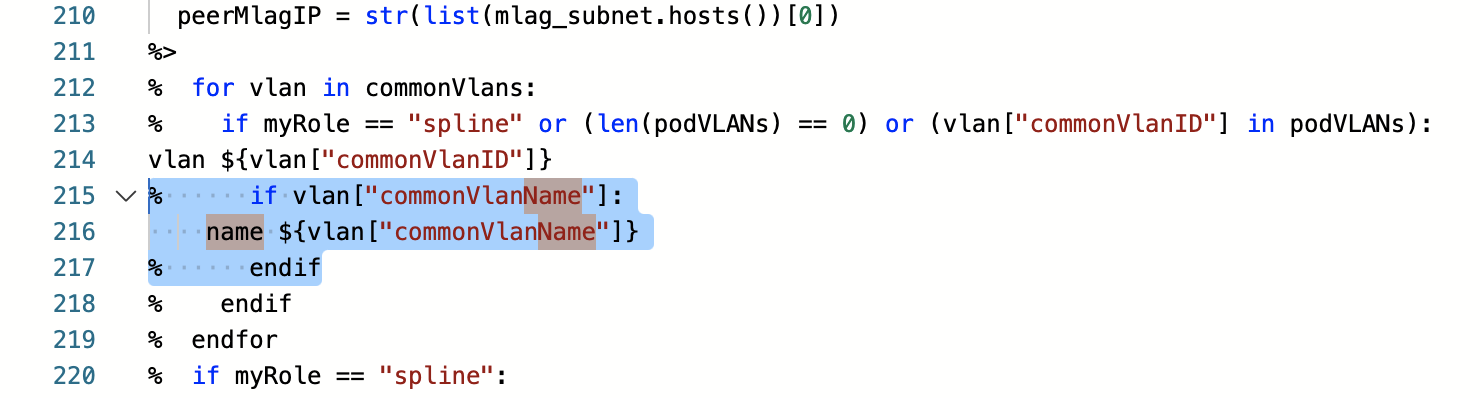 210 peerMlagIP = str(list(mlag_subnet.hosts())[0])
211 %>
212 %  for vlan in commonVlans:
213 %    if myRole == "spline" or (len(podVLANs) == 0) or (vlan["commonVlanID"] in podVLANs):
214 vlan ${vlan["commonVlanID"]}
215 %······if·vlan["commonVlanName"]:
216 ····name·${vlan["commonVlanName"]}
217 %······endif
218 %    endif
219 %  endfor
220 %  if myRole == "spline":